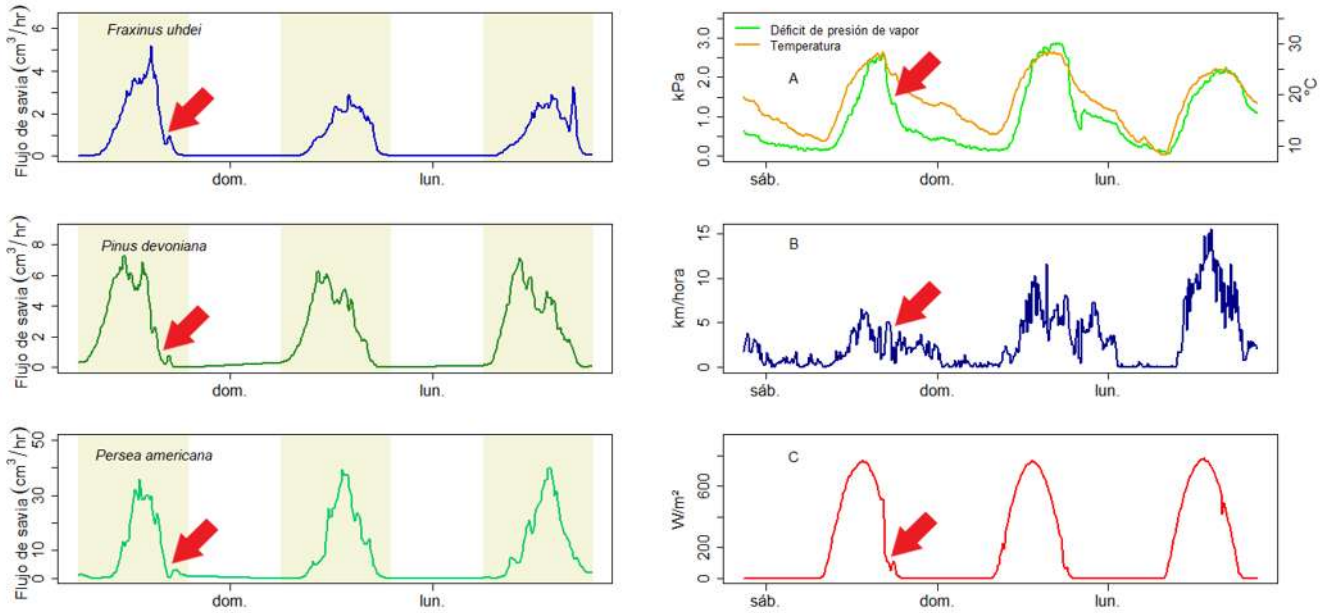 Flujo de savia (cm³/hr)
6
4
2
0
Fraxinus uhdei
dom.
lun.
Flujo de savia (cm³/hr)
8
6
4
2
0
Pinus devoniana
dom.
lun.
Flujo de savia (cm³/hr)
50
30
10
0
Persea americana
dom.
lun.
kPa
3.0
2.0
1.0
0.0
Déficit de presión de vapor
Temperatura
A
30
20
10
°C
sáb.
dom.
lun.
km/hora
15
10
5
0
B
sáb.
dom.
lun.
W/m²
600
200
0
C
sáb.
dom.
lun.